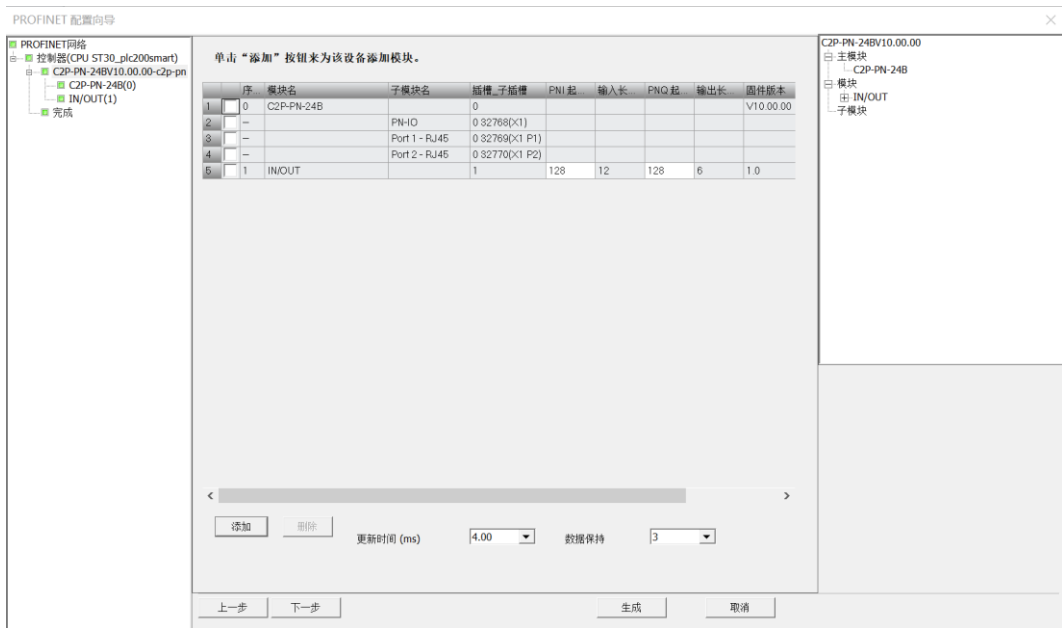 PROFINET 配置向导
PROFINET网络
控制器(CPU ST30_plc200smart)
C2P-PN-24BV10.00.00-c2p-pn
C2P-PN-24B(0)
IN/OUT(1)
完成
单击“添加”按钮来为该设备添加模块。
序... 模块名 子模块名 插槽_子插槽 PNI 起... 输入长... PNQ 起... 输出长... 固件版本
1 0 C2P-PN-24B 0 V10.00.00
2 -- PN-IO 0 32768(X1)
3 -- Port 1 - RJ45 0 32769(X1 P1)
4 -- Port 2 - RJ45 0 32770(X1 P2)
5 1 IN/OUT 1 128 12 128 6 1.0
添加 删除 更新时间 (ms) 4.00 数据保持 3
上一步 下一步 生成 取消
C2P-PN-24BV10.00.00
主模块
C2P-PN-24B
模块
IN/OUT
子模块